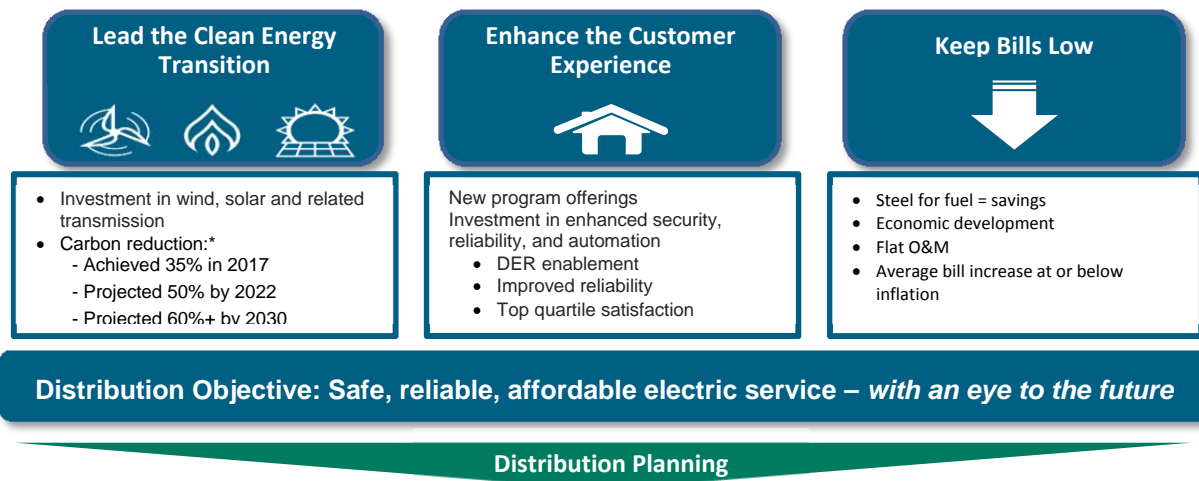 Lead the Clean Energy
Transition
• Investment in wind, solar and related
transmission
• Carbon reduction:*
- Achieved 35% in 2017
- Projected 50% by 2022
- Projected 60%+ by 2030
Enhance the Customer
Experience
New program offerings
Investment in enhanced security,
reliability, and automation
• DER enablement
• Improved reliability
• Top quartile satisfaction
Keep Bills Low
• Steel for fuel = savings
• Economic development
• Flat O&M
• Average bill increase at or below
inflation
Distribution Objective: Safe, reliable, affordable electric service – with an eye to the future
Distribution Planning